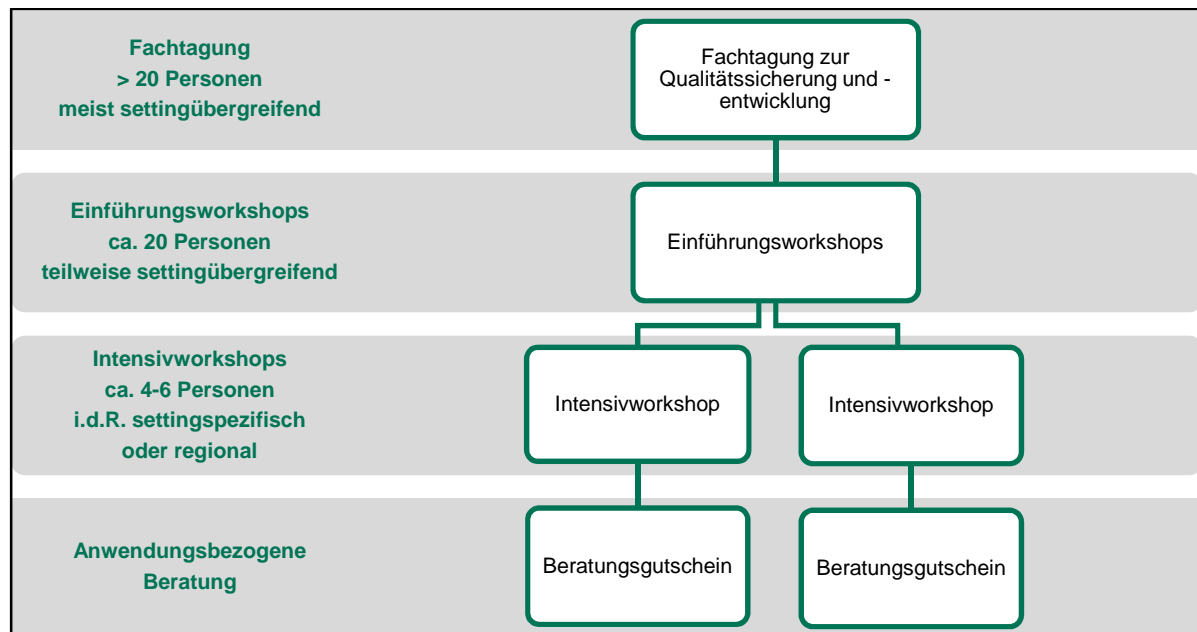 Fachtagung
> 20 Personen
meist settingübergreifend
Fachtagung zur
Qualitätssicherung und -
entwicklung
Einführungsworkshops
ca. 20 Personen
teilweise settingübergreifend
Einführungsworkshops
Intensivworkshops
ca. 4-6 Personen
i.d.R. settingspezifisch
oder regional
Intensivworkshop
Intensivworkshop
Anwendungsbezogene
Beratung
Beratungsgutschein
Beratungsgutschein